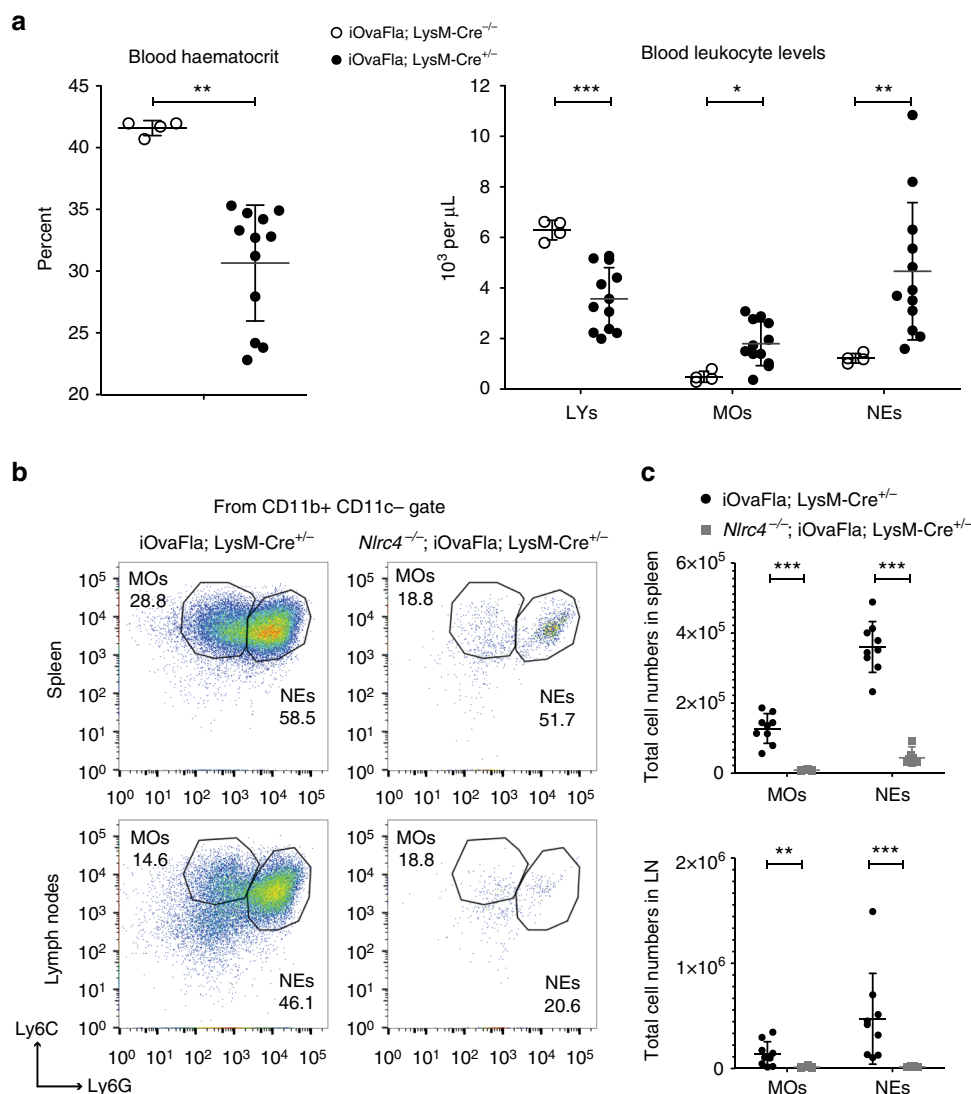 a
iOvaFla; LysM-Cre−/−
iOvaFla; LysM-Cre+/−
Blood haematocrit
**
45
40
35
30
25
20
Percent
Blood leukocyte levels
***
*
**
12
10
8
6
4
2
0
10³ per µL
LYs
MOs
NEs
b
From CD11b+ CD11c− gate
iOvaFla; LysM-Cre+/−
Nlrc4−/−; iOvaFla; LysM-Cre+/−
Spleen
10⁵
10⁴
10³
10²
10¹
10⁰
MOs
28.8
NEs
58.5
10⁰ 10¹ 10² 10³ 10⁴ 10⁵
10⁵
10⁴
10³
10²
10¹
10⁰
MOs
18.8
NEs
51.7
10⁰ 10¹ 10² 10³ 10⁴ 10⁵
Lymph nodes
10⁵
10⁴
10³
10²
10¹
10⁰
MOs
14.6
NEs
46.1
10⁰ 10¹ 10² 10³ 10⁴ 10⁵
10⁵
10⁴
10³
10²
10¹
10⁰
MOs
18.8
NEs
20.6
10⁰ 10¹ 10² 10³ 10⁴ 10⁵
Ly6C
Ly6G
c
iOvaFla; LysM-Cre+/−
Nlrc4−/−; iOvaFla; LysM-Cre+/−
Total cell numbers in spleen
6×10⁵
4×10⁵
2×10⁵
0
***
***
MOs
NEs
Total cell numbers in LN
2×10⁶
1×10⁶
0
**
***
MOs
NEs